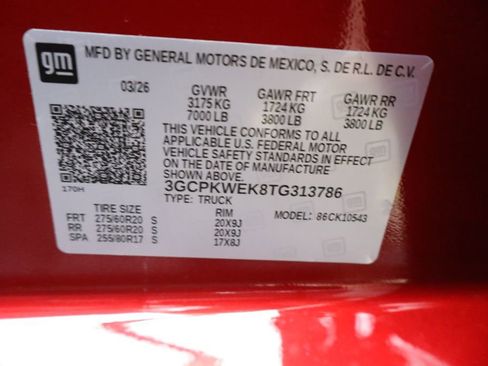 gm
MFD BY GENERAL MOTORS DE MEXICO, S. DE R.L. DE C.V.
03/26 GVWR GAWR FRT GAWR RR
3175 KG 1724 KG 1724 KG
7000 LB 3800 LB 3800 LB
THIS VEHICLE CONFORMS TO ALL
APPLICABLE U.S. FEDERAL MOTOR
VEHICLE SAFETY STANDARDS IN EFFECT
ON THE DATE OF MANUFACTURE
SHOWN ABOVE.
170H 3GCPKWEK8TG313786
TYPE: TRUCK MODEL: 86CK10543
TIRE SIZE RIM
FRT 275/60R20 S 20X9J
RR 275/60R20 S 20X9J
SPA 255/80R17 S 17X8J